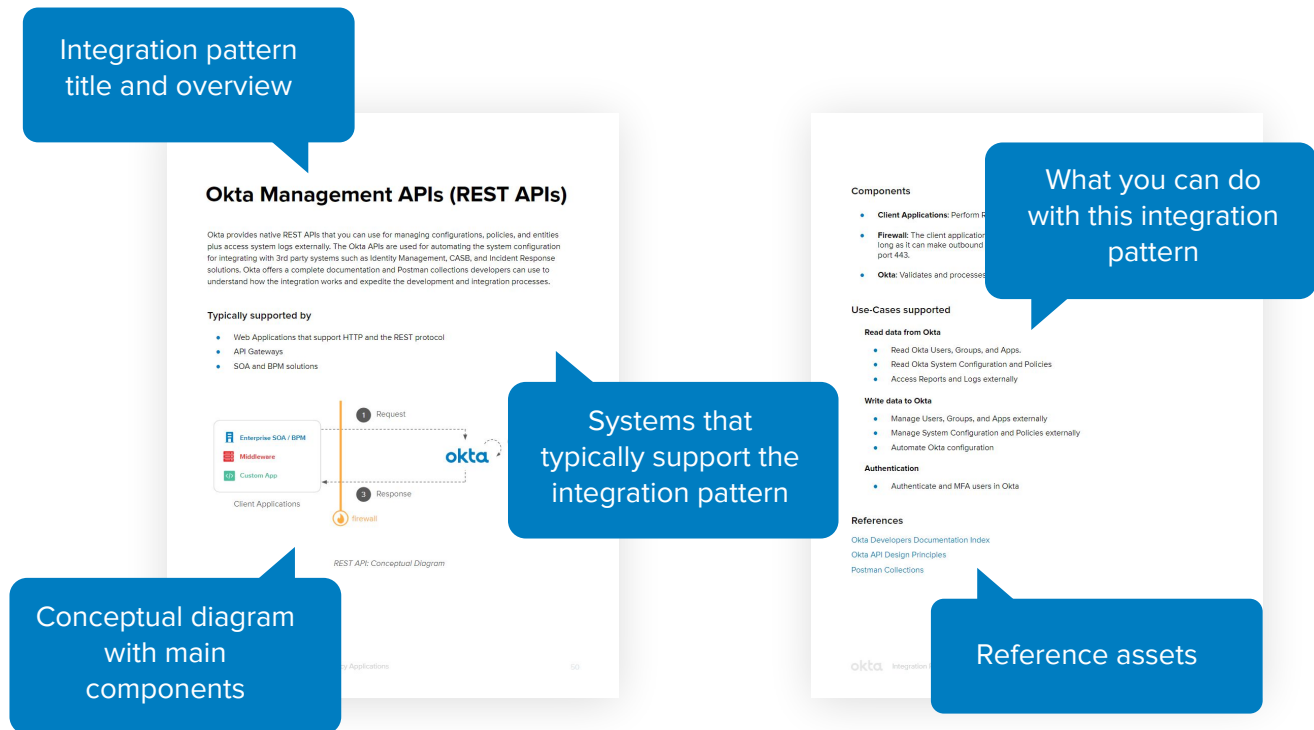 Integration pattern
title and overview
Okta Management APIs (REST APIs)
Okta provides native REST APIs that you can use for managing configurations, policies, and entities
plus access system logs externally. The Okta APIs are used for automating the system configuration
for integrating with 3rd party systems such as Identity Management, CASB, and Incident Response
solutions. Okta offers a complete documentation and Postman collections developers can use to
understand how the integration works and expedite the development and integration processes.
Typically supported by
Web Applications that support HTTP and the REST protocol
API Gateways
SOA and BPM solutions
1 Request
Enterprise SOA / BPM
Middleware
Custom App
okta
3 Response
Client Applications
firewall
REST API: Conceptual Diagram
Conceptual diagram
with main
components
Applications
50
Systems that
typically support the
integration pattern
What you can do
with this integration
pattern
Components
Client Applications: Perform
Firewall: The client application
long as it can make outbound
port 443.
Okta: Validates and processes
Use-Cases supported
Read data from Okta
Read Okta Users, Groups, and Apps.
Read Okta System Configuration and Policies
Access Reports and Logs externally
Write data to Okta
Manage Users, Groups, and Apps externally
Manage System Configuration and Policies externally
Automate Okta configuration
Authentication
Authenticate and MFA users in Okta
References
Okta Developers Documentation Index
Okta API Design Principles
Postman Collections
Reference assets
okta Integration